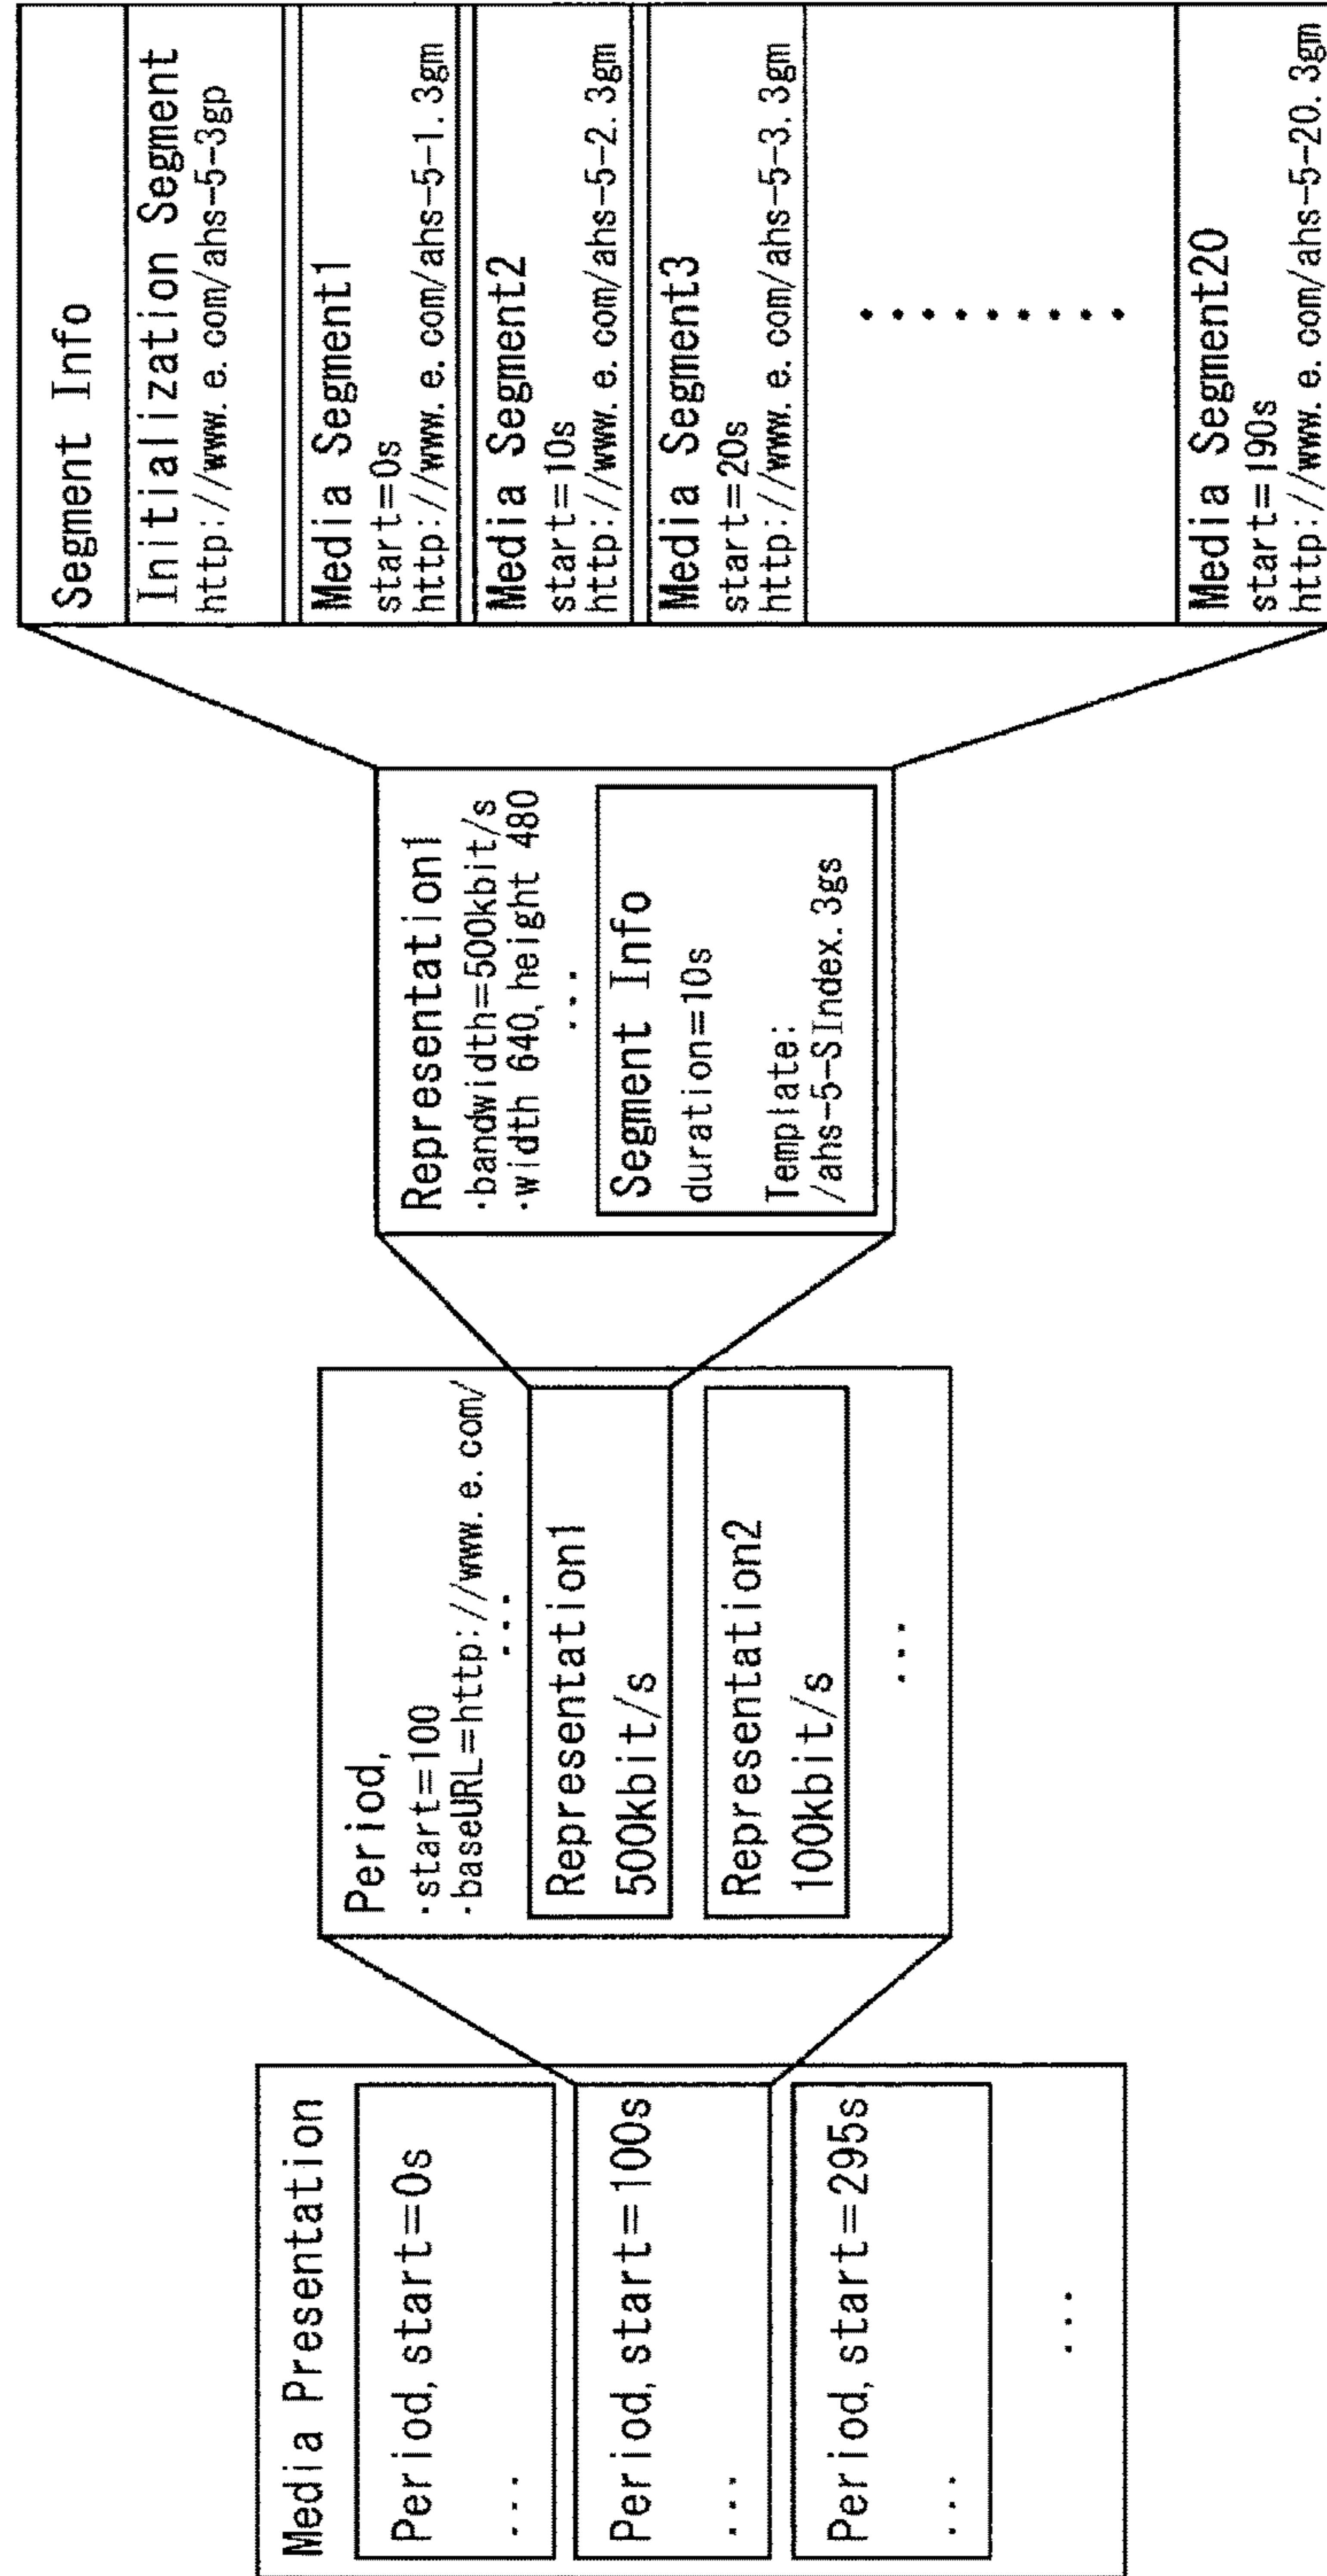 Media Presentation
Period, start=0s
...
Period, start=100s
...
Period, start=295s
...
...
Period,
·start=100
·baseURL=http://www.e.com/
...
Representation1
500kbit/s
Representation2
100kbit/s
...
Representation1
·bandwidth=500kbit/s
·width 640, height 480
...
Segment Info
duration=10s
Template:
/ahs-5-SIndex.3gs
Segment Info
Initialization Segment
http://www.e.com/ahs-5-3gp
Media Segment1
start=0s
http://www.e.com/ahs-5-1.3gm
Media Segment2
start=10s
http://www.e.com/ahs-5-2.3gm
Media Segment3
start=20s
http://www.e.com/ahs-5-3.3gm
.........
Media Segment20
start=190s
http://www.e.com/ahs-5-20.3gm